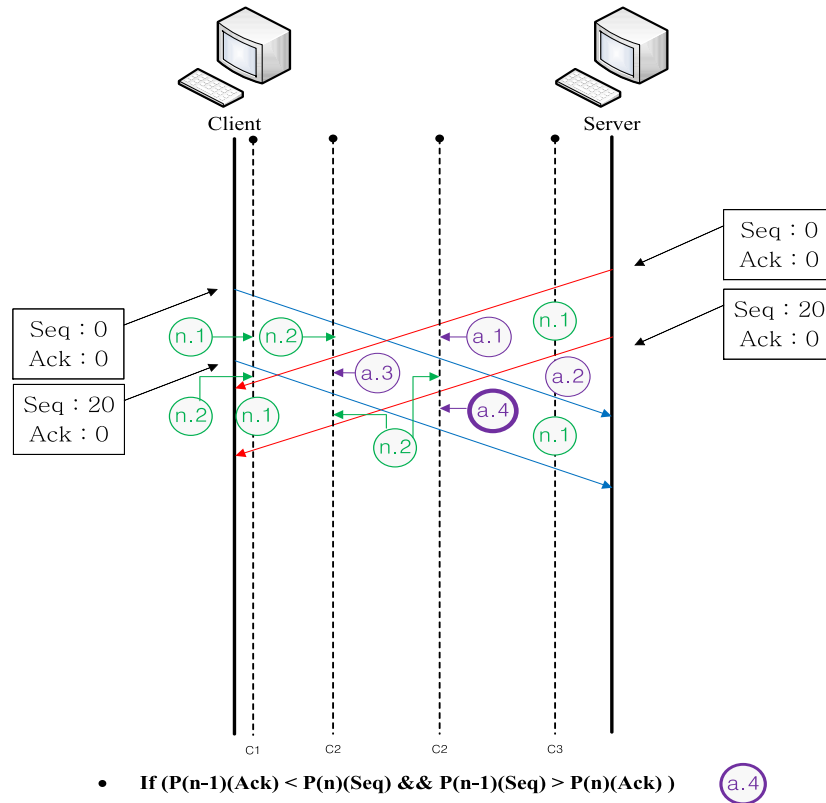 Client
Server
Seq : 0
Ack : 0
Seq : 20
Ack : 0
Seq : 0
Ack : 0
Seq : 20
Ack : 0
n.1
n.2
a.1
n.1
a.3
a.2
n.2
n.1
n.2
a.4
n.1
C1
C2
C2
C3
• If (P(n-1)(Ack) < P(n)(Seq) && P(n-1)(Seq) > P(n)(Ack) ) a.4